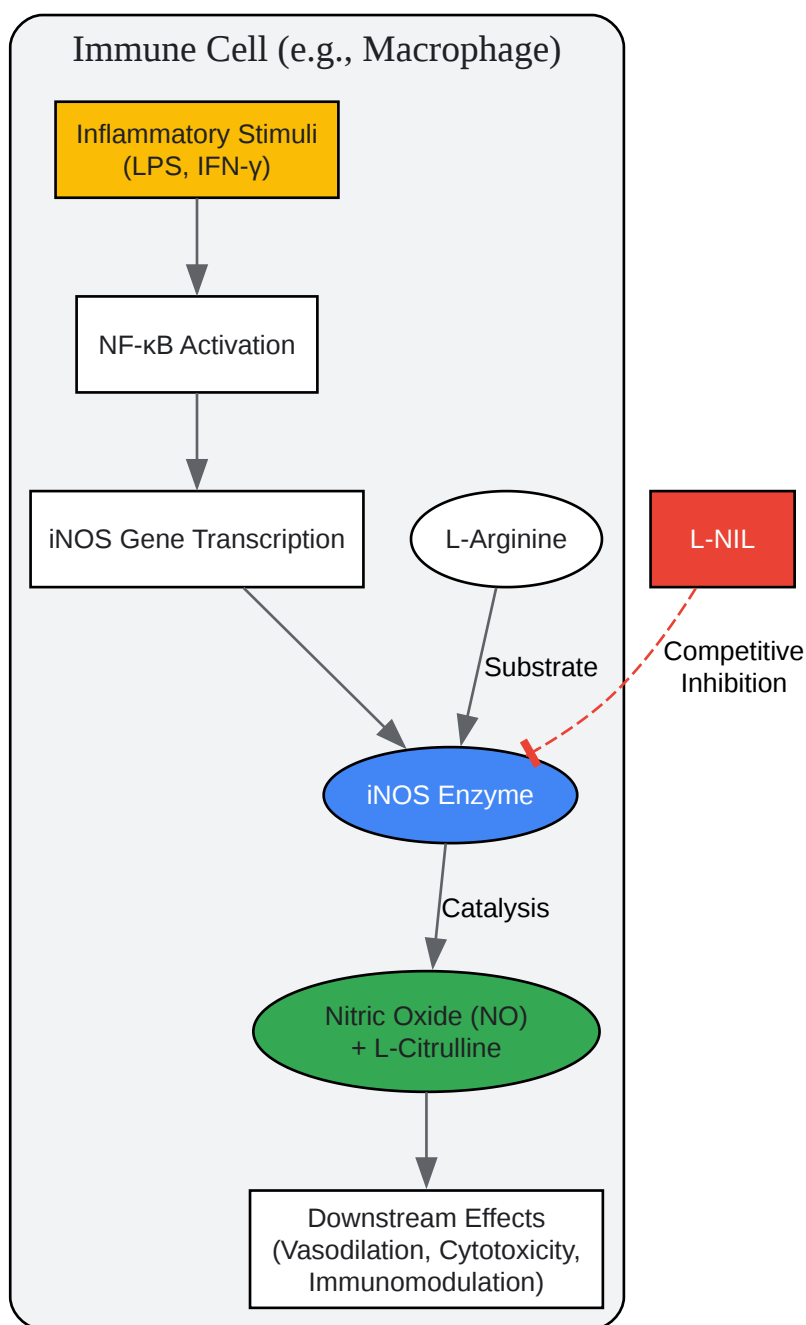 Immune Cell (e.g., Macrophage)
Inflammatory Stimuli
(LPS, IFN-γ)
NF-κB Activation
iNOS Gene Transcription
L-Arginine
L-NIL
Substrate
Competitive
Inhibition
iNOS Enzyme
Catalysis
Nitric Oxide (NO)
+ L-Citrulline
Downstream Effects
(Vasodilation, Cytotoxicity,
Immunomodulation)